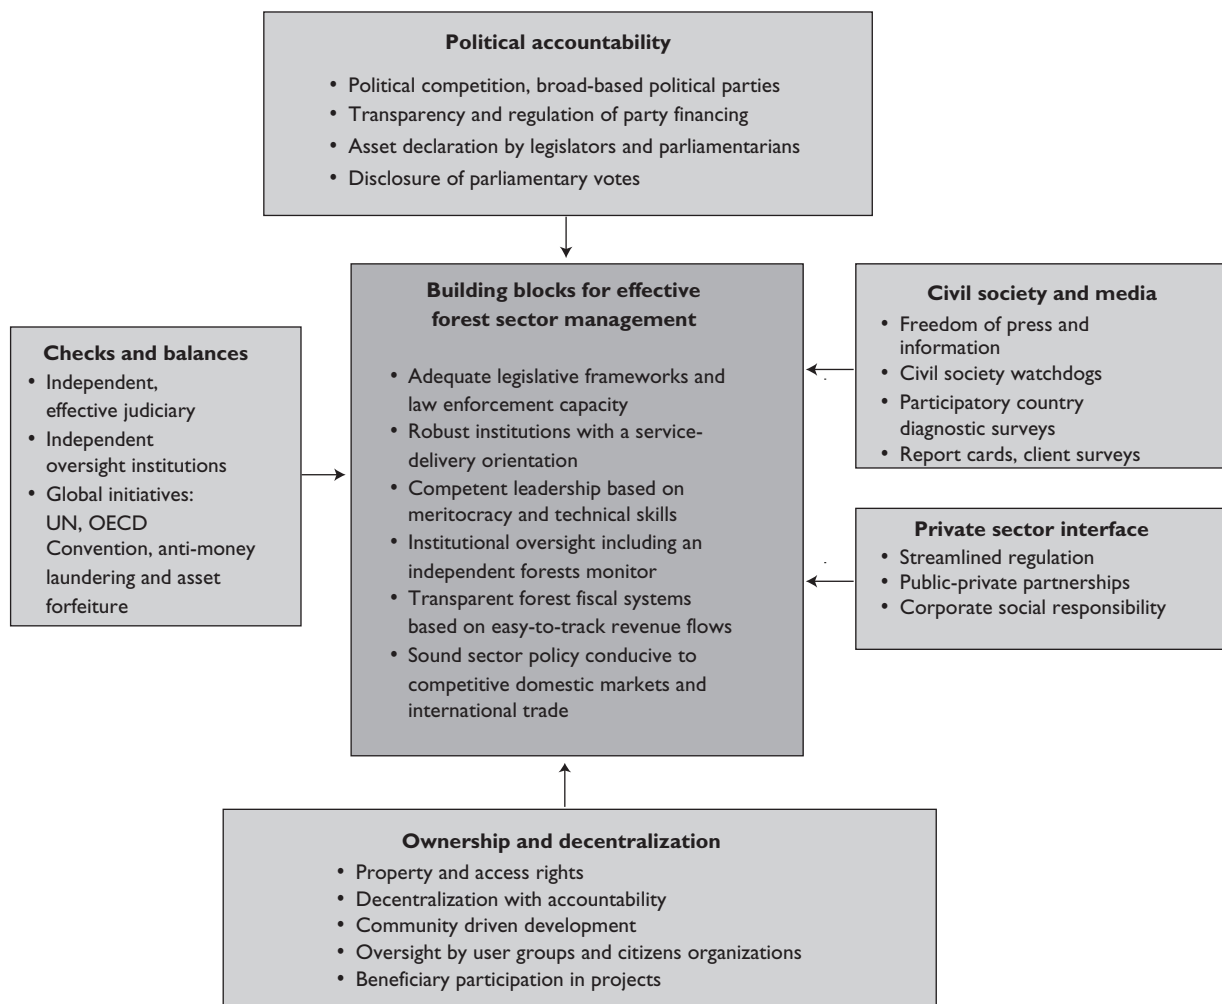 Political accountability
• Political competition, broad-based political parties
• Transparency and regulation of party financing
• Asset declaration by legislators and parliamentarians
• Disclosure of parliamentary votes
Checks and balances
• Independent,
effective judiciary
• Independent
oversight institutions
• Global initiatives:
UN, OECD
Convention, anti-money
laundering and asset
forfeiture
Building blocks for effective
forest sector management
• Adequate legislative frameworks and
law enforcement capacity
• Robust institutions with a service-
delivery orientation
• Competent leadership based on
meritocracy and technical skills
• Institutional oversight including an
independent forests monitor
• Transparent forest fiscal systems
based on easy-to-track revenue flows
• Sound sector policy conducive to
competitive domestic markets and
international trade
Civil society and media
• Freedom of press and
information
• Civil society watchdogs
• Participatory country
diagnostic surveys
• Report cards, client surveys
Private sector interface
• Streamlined regulation
• Public-private partnerships
• Corporate social responsibility
Ownership and decentralization
• Property and access rights
• Decentralization with accountability
• Community driven development
• Oversight by user groups and citizens organizations
• Beneficiary participation in projects